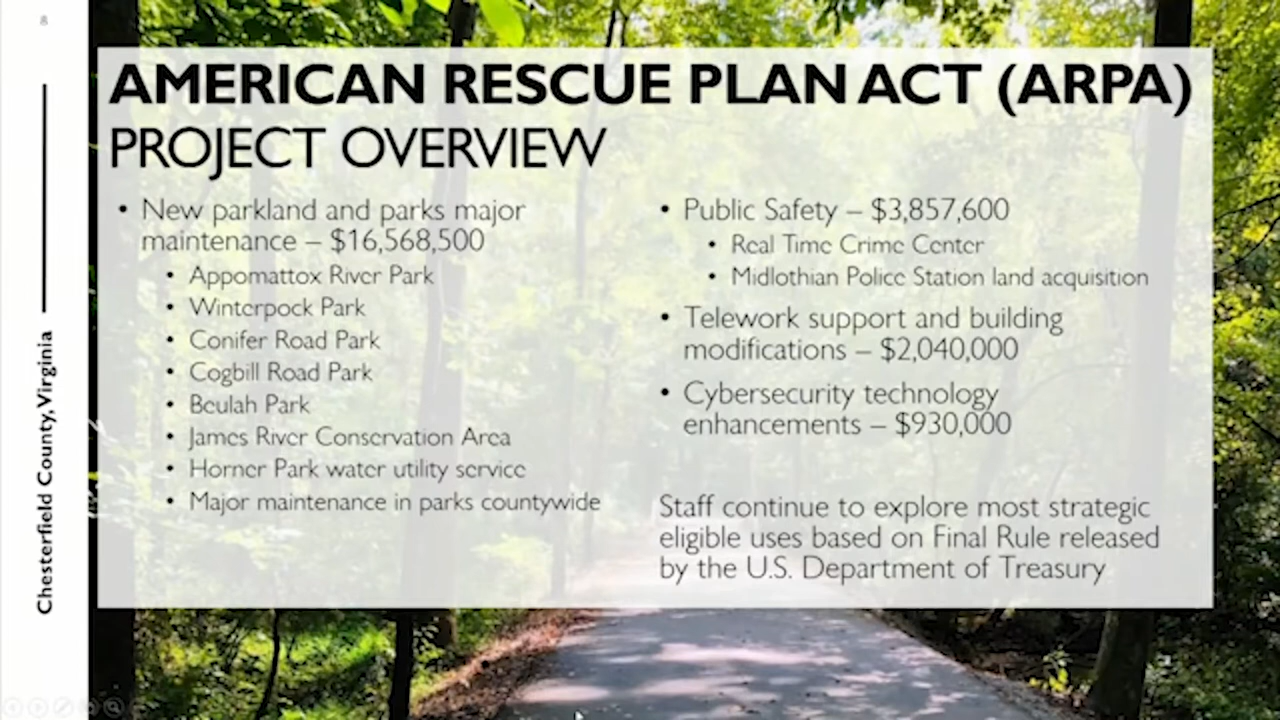 8
Chesterfield County, Virginia
AMERICAN RESCUE PLAN ACT (ARPA)
PROJECT OVERVIEW
• New parkland and parks major
maintenance – $16,568,500
• Appomattox River Park
• Winterpock Park
• Conifer Road Park
• Cogbill Road Park
• Beulah Park
• James River Conservation Area
• Horner Park water utility service
• Major maintenance in parks countywide
• Public Safety – $3,857,600
• Real Time Crime Center
• Midlothian Police Station land acquisition
• Telework support and building
modifications – $2,040,000
• Cybersecurity technology
enhancements – $930,000
Staff continue to explore most strategic
eligible uses based on Final Rule released
by the U.S. Department of Treasury